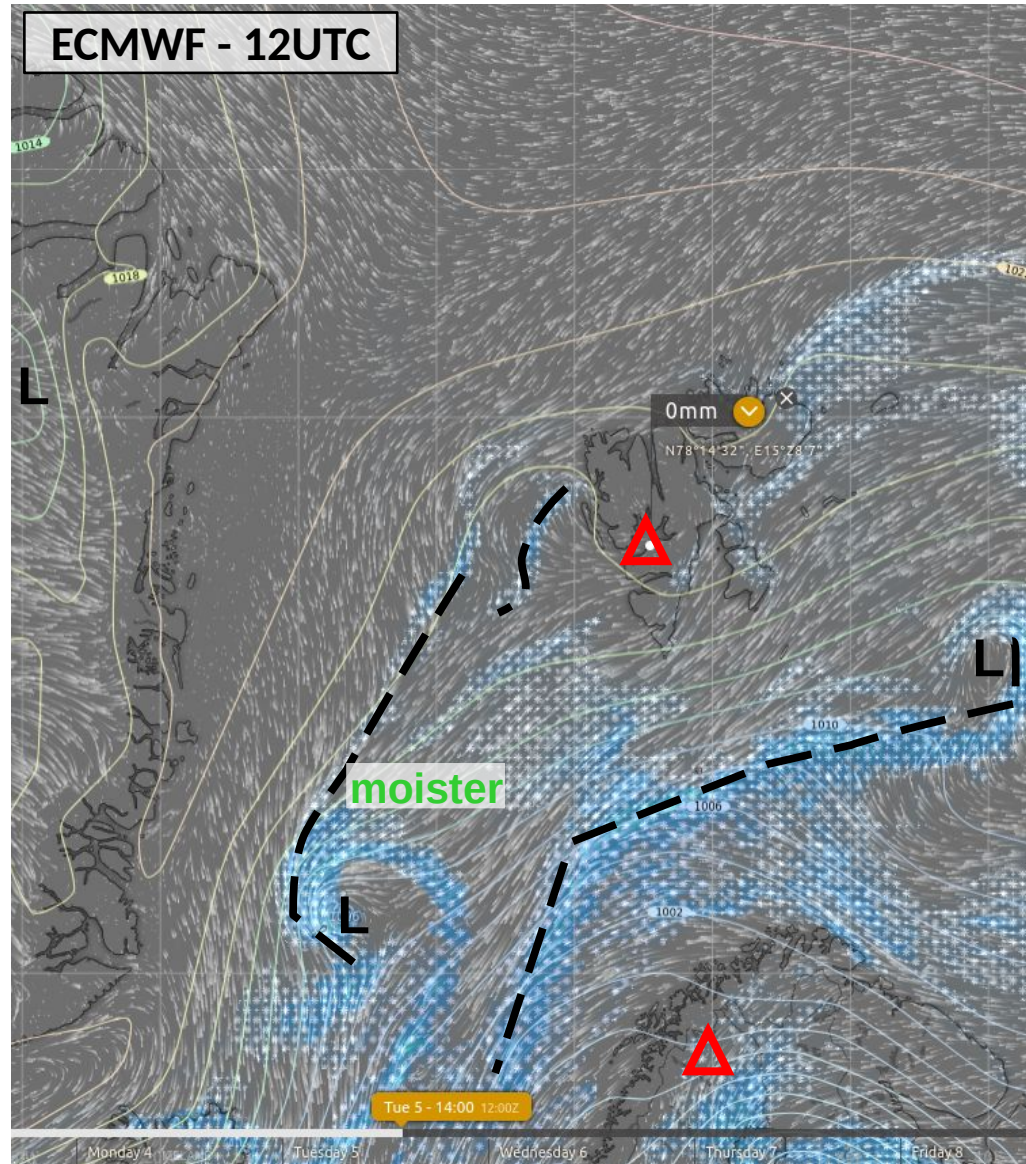 ECMWF - 12UTC
1014
1018
L
0mm
N78°14'32", E15°28'7"
L
1010
moister
1006
1002
L
Tue 5 - 14:00 12:00Z
Monday 4
Tuesday 5
Wednesday 6
Thursday 7
Friday 8